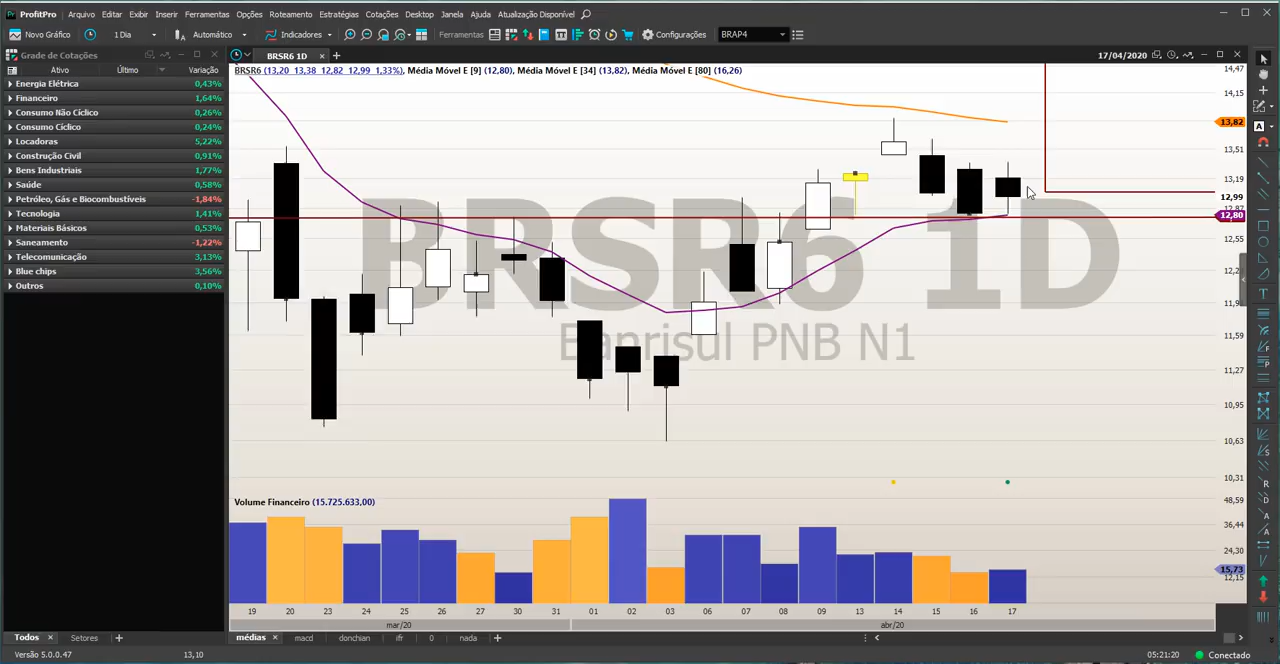 ProfitPro Arquivo Editar Exibir Inserir Ferramentas Opções Roteamento Estratégias Cotações Desktop Janela Ajuda Atualização Disponível
Novo Gráfico 1 Dia Automático Indicadores Ferramentas Configurações BRAP4
Grade de Cotações
BRSR6 1D
17/04/2020
Ativo Último Variação
BRSR6 (13,20 13,38 12,82 12,99 1,33%), Média Móvel E [9] (12,80), Média Móvel E [34] (13,82), Média Móvel E [80] (16,26)
Energia Elétrica 0,43%
Financeiro 1,64%
Consumo Não Cíclico 0,26%
Consumo Cíclico 0,24%
Locadoras 5,22%
Construção Civil 0,91%
Bens Industriais 1,77%
Saúde 0,58%
Petróleo, Gás e Biocombustíveis -1,84%
Tecnologia 1,41%
Materiais Básicos 0,53%
Saneamento -1,22%
Telecomunicação 3,13%
Blue chips 3,56%
Outros 0,10%
BRSR6 1D
Banrisul PNB N1
14,47
14,15
13,82
13,51
13,19
12,99
12,87
12,80
12,55
11,59
11,27
10,95
10,63
10,31
Volume Financeiro (15.725.633,00)
48,59
36,44
24,30
15,73
12,15
19 20 23 24 25 26 27 30 31 01 02 03 06 07 08 09 13 14 15 16 17
mar/20 abr/20
Todos Setores
médias macd donchian ifr 0 nada
Versão 5.0.0.47 13,10 05:21:20 Conectado